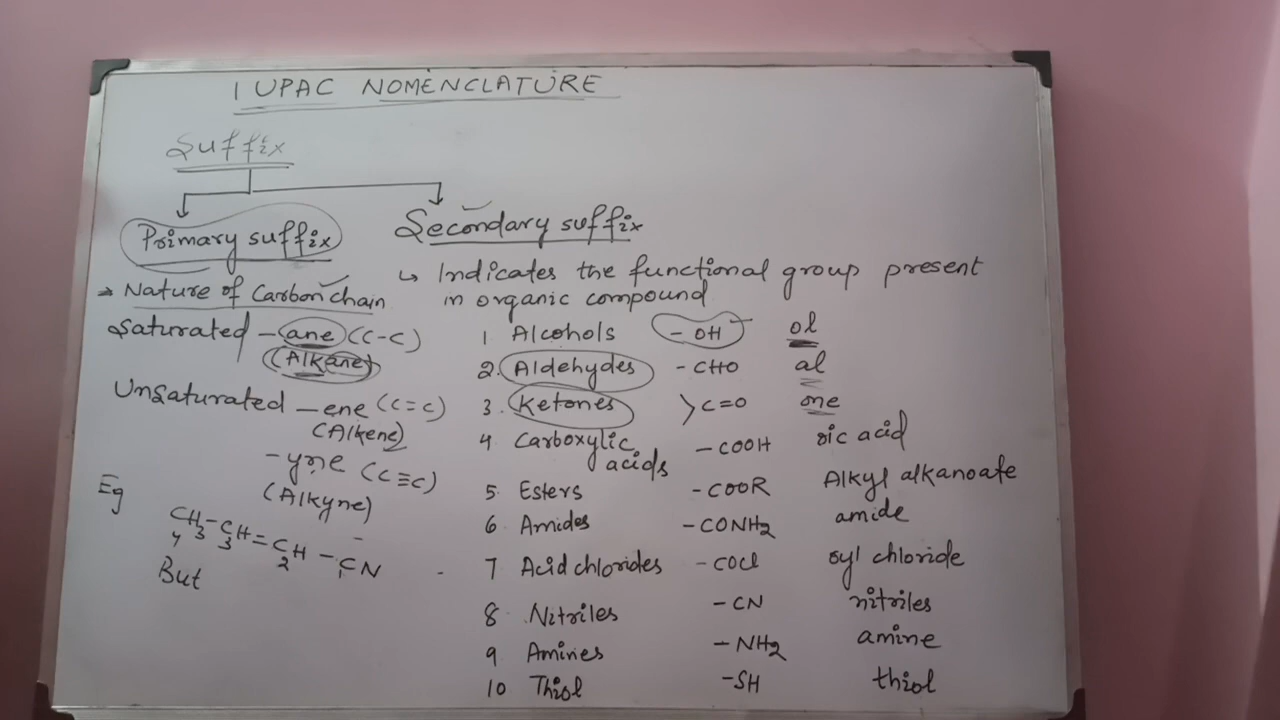 IUPAC NOMENCLATURE
Suffix
Primary suffix
→ Nature of Carbon chain
Saturated - ane (C-C)
(Alkane)
Unsaturated - ene (C=C)
(Alkene)
- yne (C≡C)
(Alkyne)
Eg
CH3-CH=CH-CN
4 3 2 1
But
Secondary suffix
↳ Indicates the functional group present
in organic compound
1 Alcohols - OH ol
2. Aldehydes - CHO al
3. Ketones >C=O one
4 Carboxylic - COOH oic acid
acids
5 Esters - COOR Alkyl alkanoate
6 Amides - CONH2 amide
7 Acid chlorides - COCl oyl chloride
8 Nitriles - CN nitriles
9 Amines - NH2 amine
10 Thiol - SH thiol